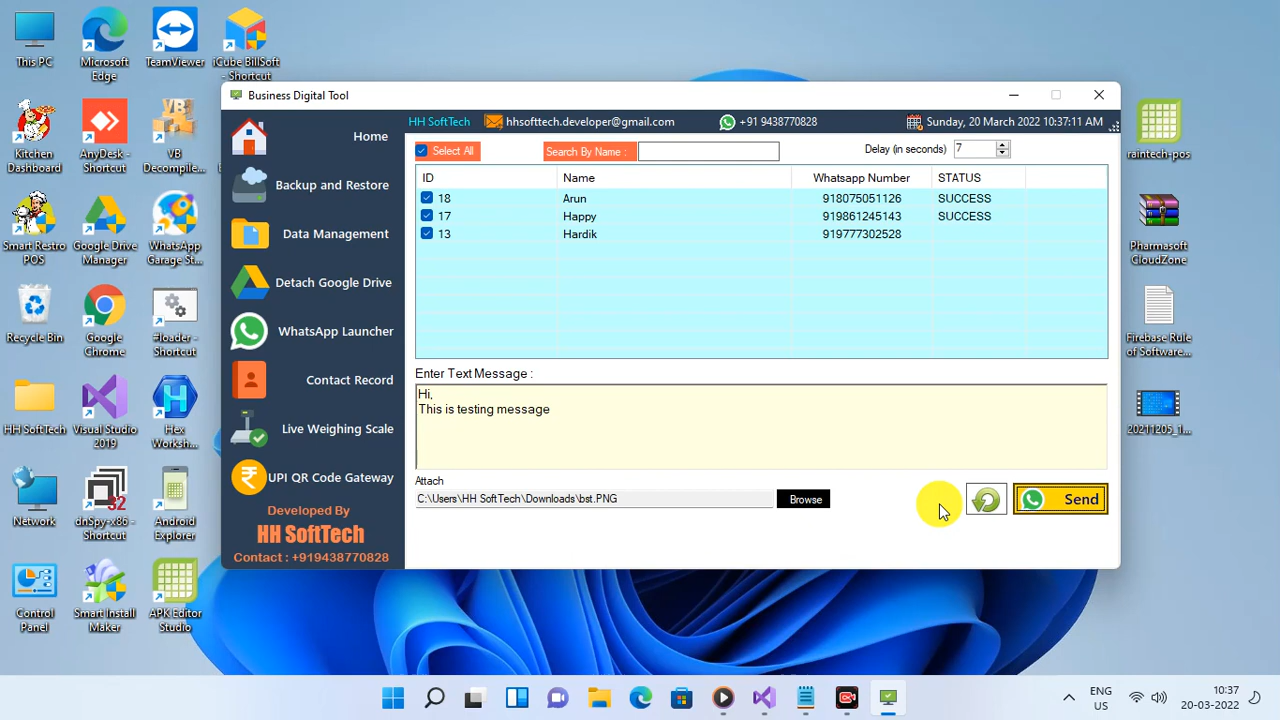 This PC
Microsoft
Edge
TeamViewer
iCube BillSoft
- Shortcut
Kitchen
Dashboard
AnyDesk -
Shortcut
VB
Decompile...
Smart Restro
POS
Google Drive
Manager
WhatsApp
Garage St...
Recycle Bin
Google
Chrome
#loader -
Shortcut
HH SoftTech
Visual Studio
2019
Hex
Worksh...
Network
dnSpy-x86 -
Shortcut
Android
Explorer
Control
Panel
Smart Install
Maker
APK Editor
Studio
Business Digital Tool
HH SoftTech
hhsofttech.developer@gmail.com
+91 9438770828
Sunday, 20 March 2022 10:37:11 AM
Home
Backup and Restore
Data Management
Detach Google Drive
WhatsApp Launcher
Contact Record
Live Weighing Scale
UPI QR Code Gateway
Developed By
HH SoftTech
Contact : +919438770828
Select All
Search By Name :
Delay (in seconds)
7
ID Name Whatsapp Number STATUS
18 Arun 918075051126 SUCCESS
17 Happy 919861245143 SUCCESS
13 Hardik 919777302528
Enter Text Message :
Hi,
This is testing message
Attach
C:\Users\HH SoftTech\Downloads\bst.PNG
Browse
Send
raintech-pos
Pharmasoft
CloudZone
Firebase Rule
of Software...
20211205_1...
ENG
US
10:37
20-03-2022